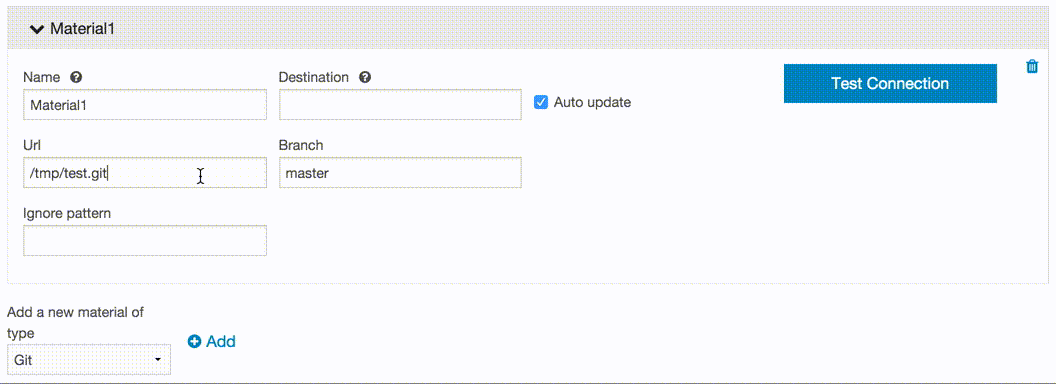 Material1
Name Destination
Test Connection
Material1
Auto update
Url Branch
/tmp/test.git master
Ignore pattern
Add a new material of
type
Add
Git